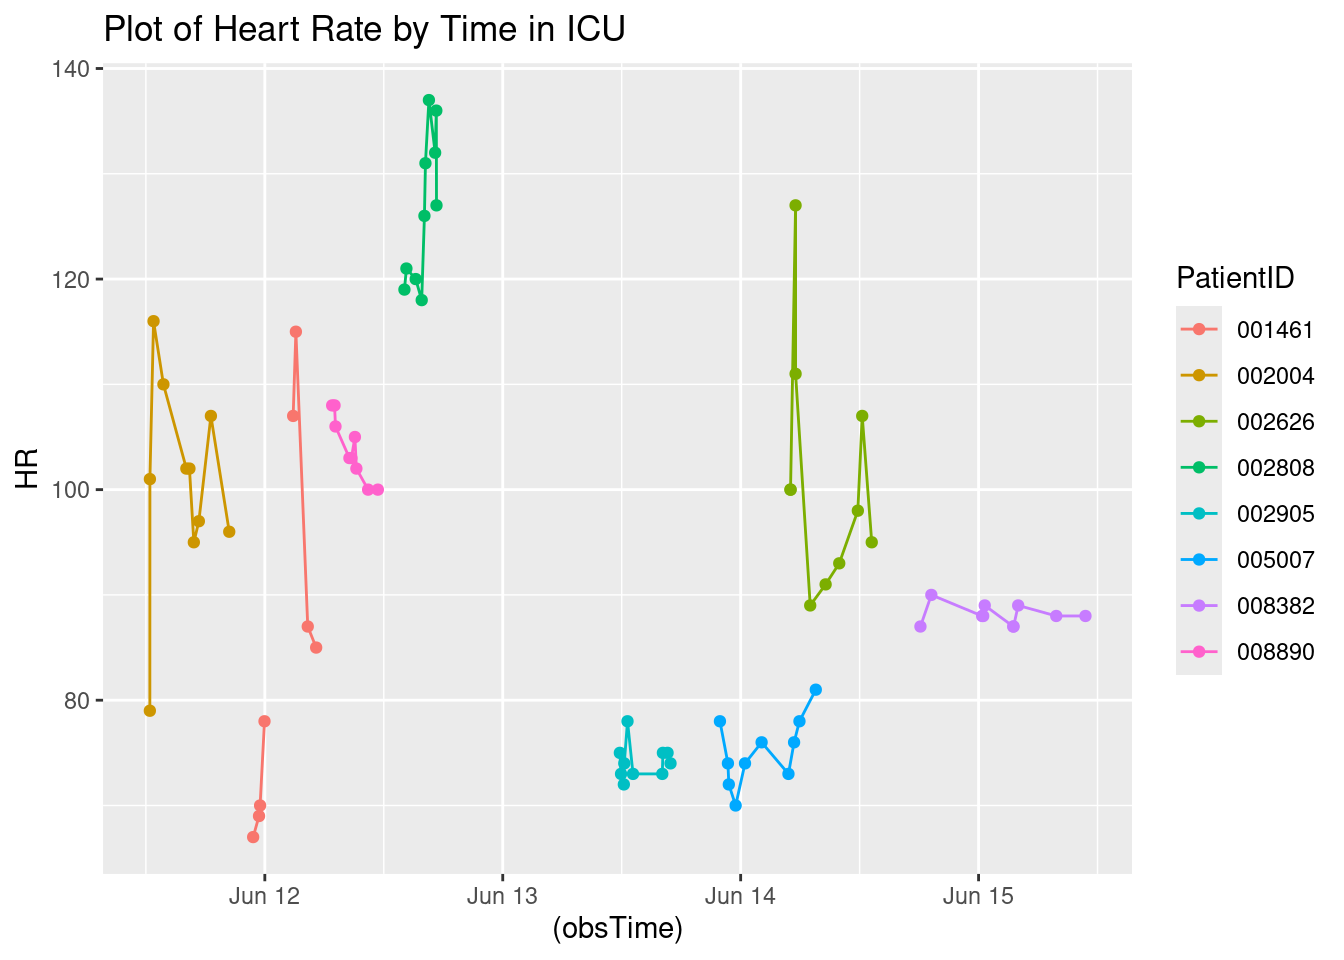 Plot of Heart Rate by Time in ICU
140
120
100
80
HR
Jun 12
Jun 13
Jun 14
Jun 15
(obsTime)
PatientID
001461
002004
002626
002808
002905
005007
008382
008890